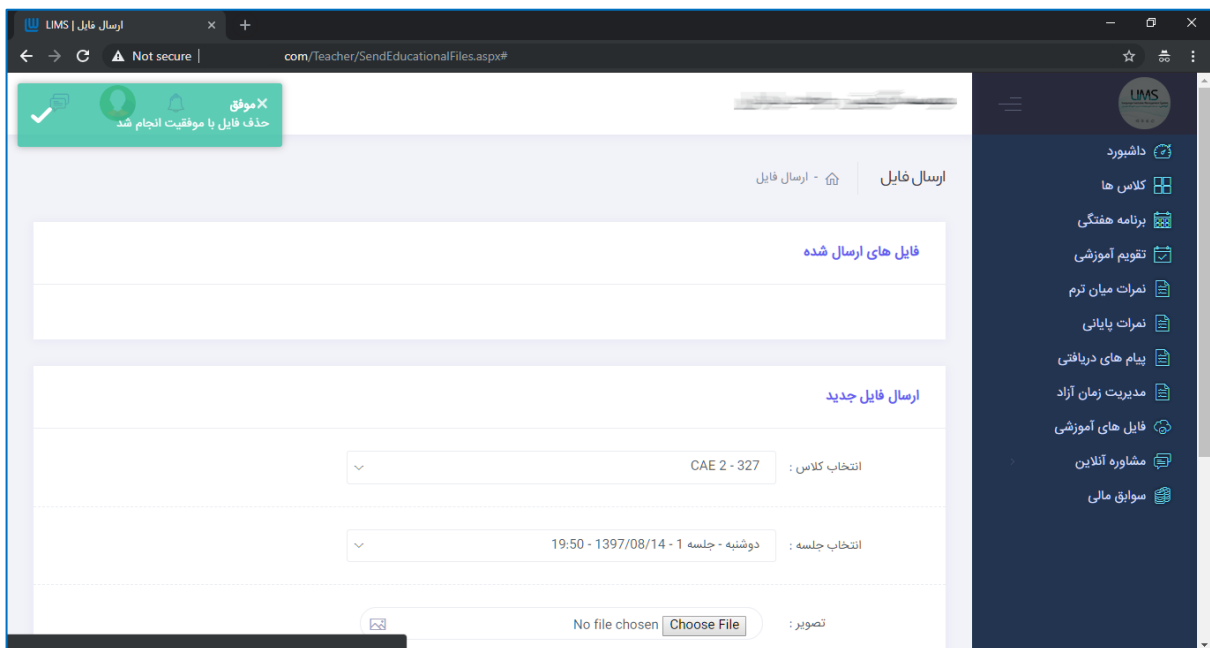 ارسال فایل | LIMS
Not secure | com/Teacher/SendEducationalFiles.aspx#
LIMS
موفق
حذف فایل با موفقیت انجام شد
داشبورد
کلاس ها
برنامه هفتگی
تقویم آموزشی
نمرات میان ترم
نمرات پایانی
پیام های دریافتی
مدیریت زمان آزاد
فایل های آموزشی
مشاوره آنلاین
سوابق مالی
ارسال فایل
- ارسال فایل
فایل های ارسال شده
ارسال فایل جدید
انتخاب کلاس : CAE 2 - 327
انتخاب جلسه : دوشنبه - جلسه 1 - 1397/08/14 - 19:50
تصویر : Choose File No file chosen